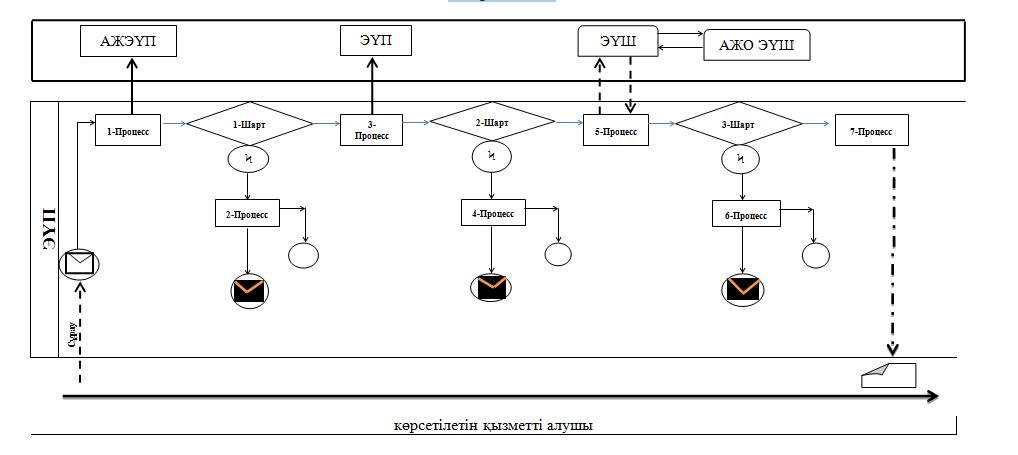 АЖЭҮП
ЭҮП
ЭҮШ
АЖО ЭҮШ
1-Процесс
1-Шарт
3-
Процесс
2-Шарт
5-Процесс
3-Шарт
7-Процесс
2-Процесс
4-Процесс
6-Процесс
ЭҮП
Сұрау
көрсетілетін қызметті алушы